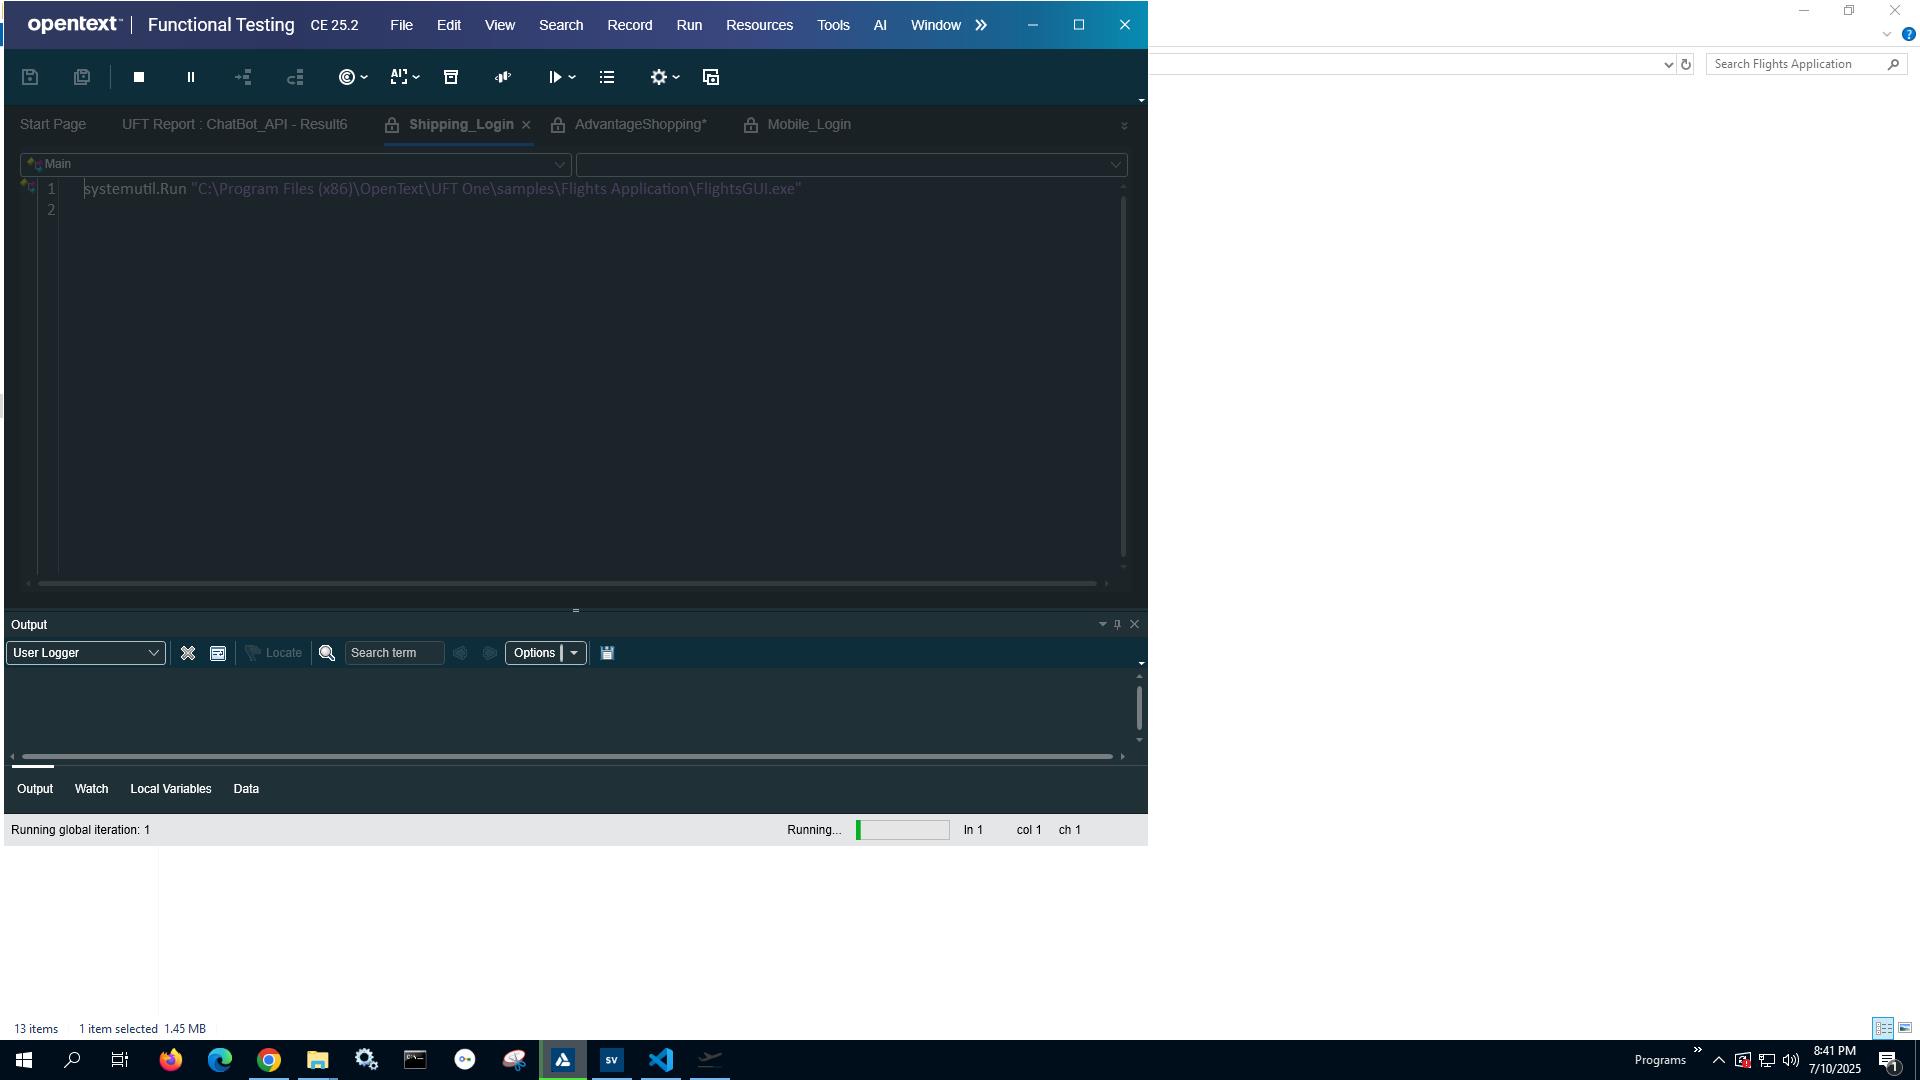 opentext™ | Functional Testing CE 25.2 File Edit View Search Record Run Resources Tools AI Window »
?
Search Flights Application
Start Page UFT Report : ChatBot_API - Result6 Shipping_Login AdvantageShopping* Mobile_Login
Main
1 systemutil.Run "C:\Program Files (x86)\OpenText\UFT One\samples\Flights Application\FlightsGUI.exe"
2
Output
User Logger Locate Search term Options
Output Watch Local Variables Data
Running global iteration: 1 Running... ln 1 col 1 ch 1
13 items 1 item selected 1.45 MB
SV Programs » 8:41 PM
7/10/2025 1